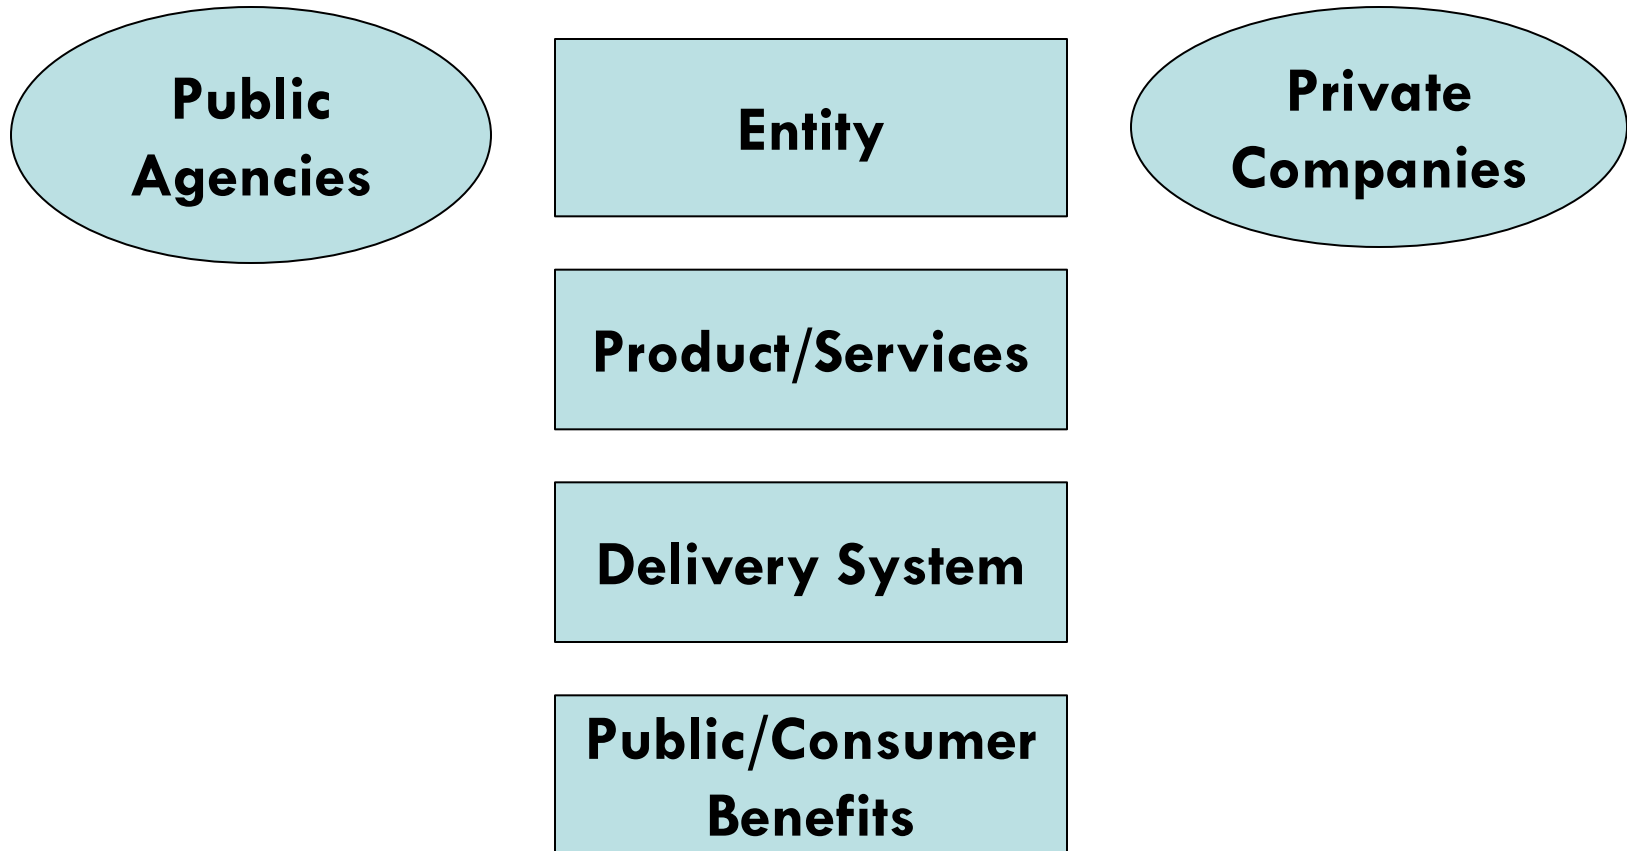 Public
Agencies
Entity
Private
Companies
Product/Services
Delivery System
Public/Consumer
Benefits